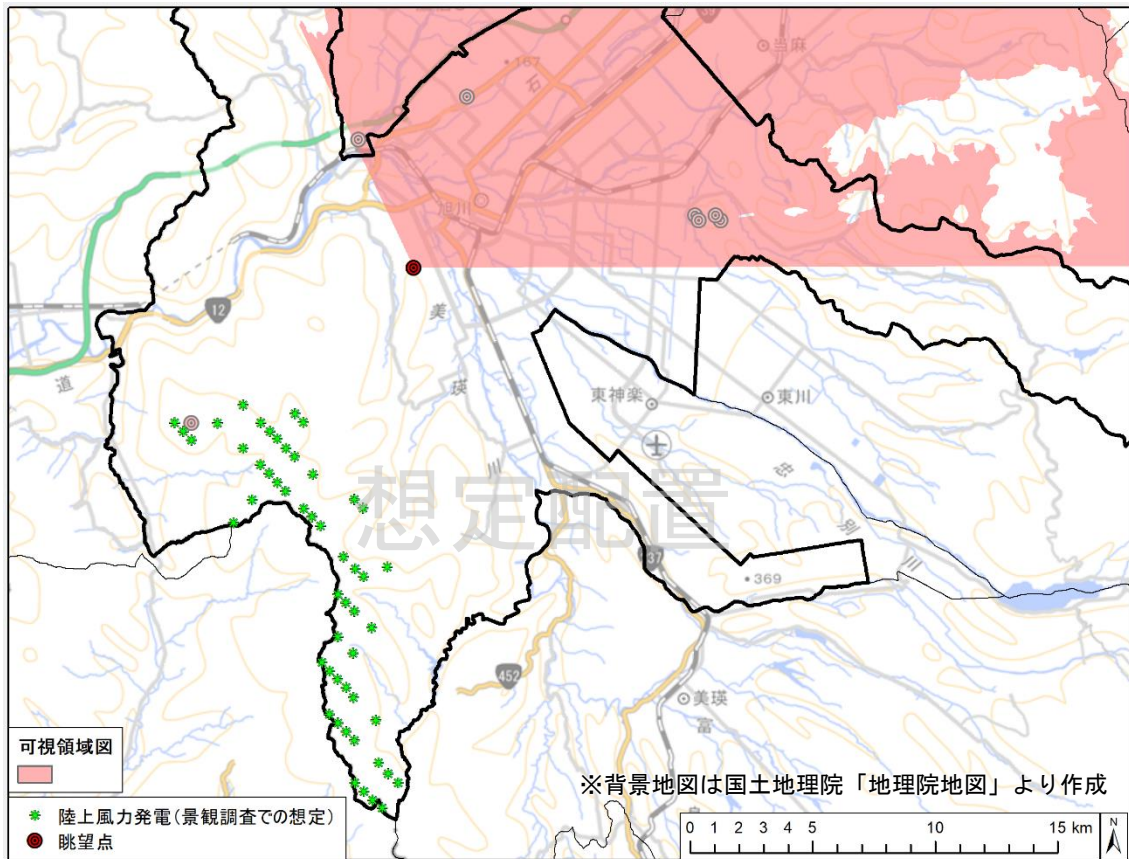 当麻
・167
石
旭川
12
道
美
瑛
川
東神楽
東川
忠
別
川
想定配置
237
・369
452
美瑛
富
良
可視領域図
※背景地図は国土地理院「地理院地図」より作成
陸上風力発電(景観調査での想定)
眺望点
0 1 2 3 4 5 10 15 km
N